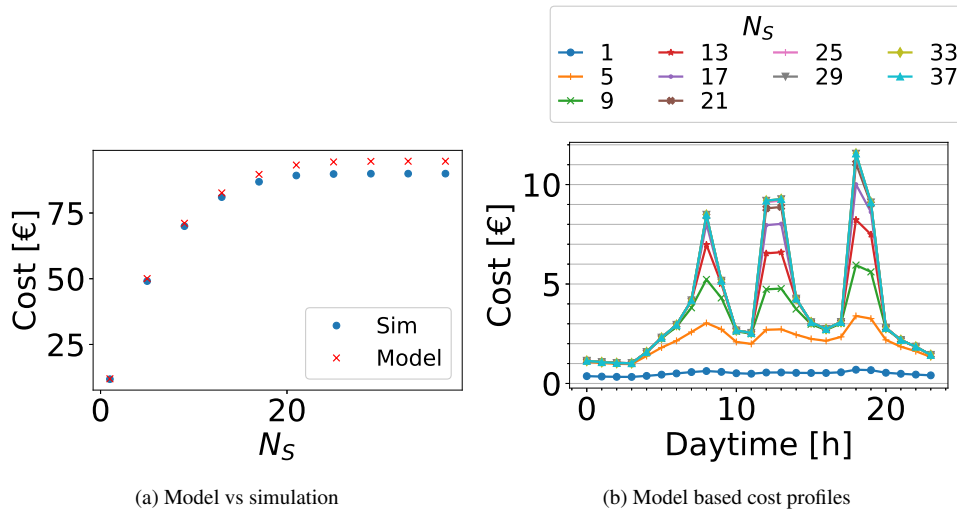 N_S
1 13 25 33
5 17 29 37
9 21
Cost [€]
75
50
25
0 20
N_S
Sim
Model
Cost [€]
10
5
0
0 10 20
Daytime [h]
(a) Model vs simulation
(b) Model based cost profiles